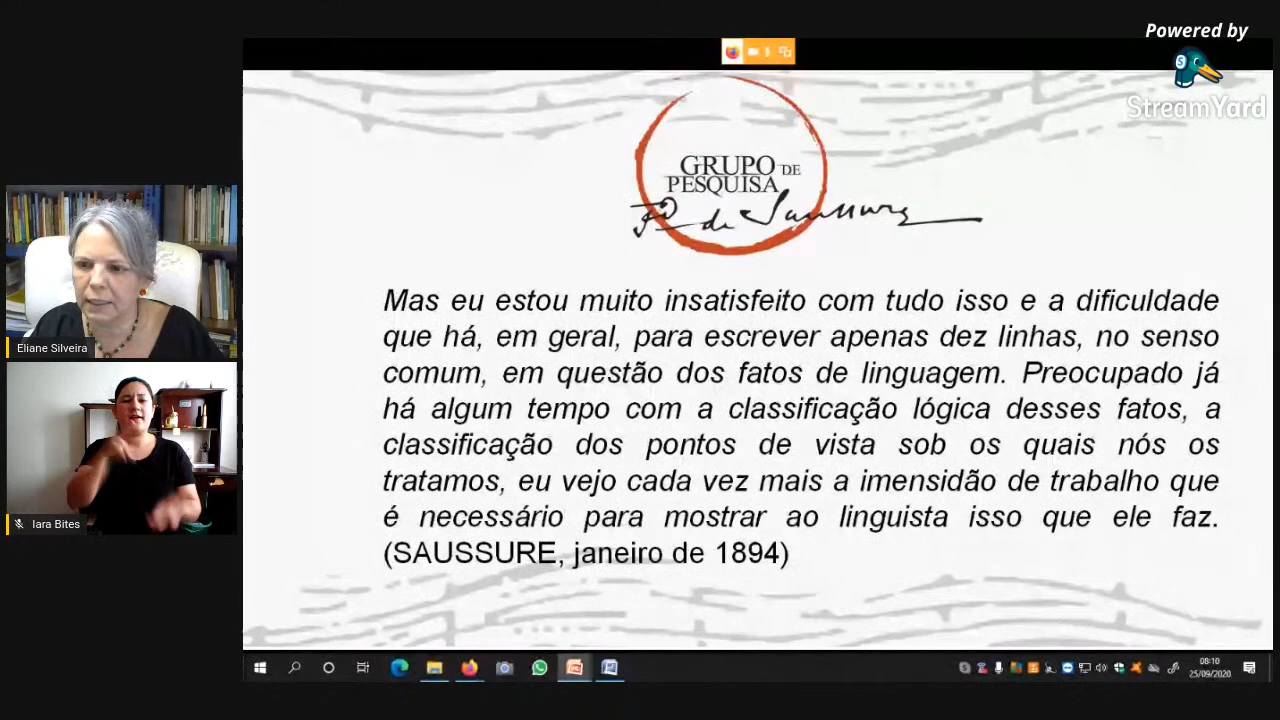 Powered by
StreamYard
GRUPO DE
PESQUISA
F. de Saussure
Mas eu estou muito insatisfeito com tudo isso e a dificuldade
que há, em geral, para escrever apenas dez linhas, no senso
comum, em questão dos fatos de linguagem. Preocupado já
há algum tempo com a classificação lógica desses fatos, a
classificação dos pontos de vista sob os quais nós os
tratamos, eu vejo cada vez mais a imensidão de trabalho que
é necessário para mostrar ao linguista isso que ele faz.
(SAUSSURE, janeiro de 1894)
Eliane Silveira
Iara Bites
08:10
25/09/2020